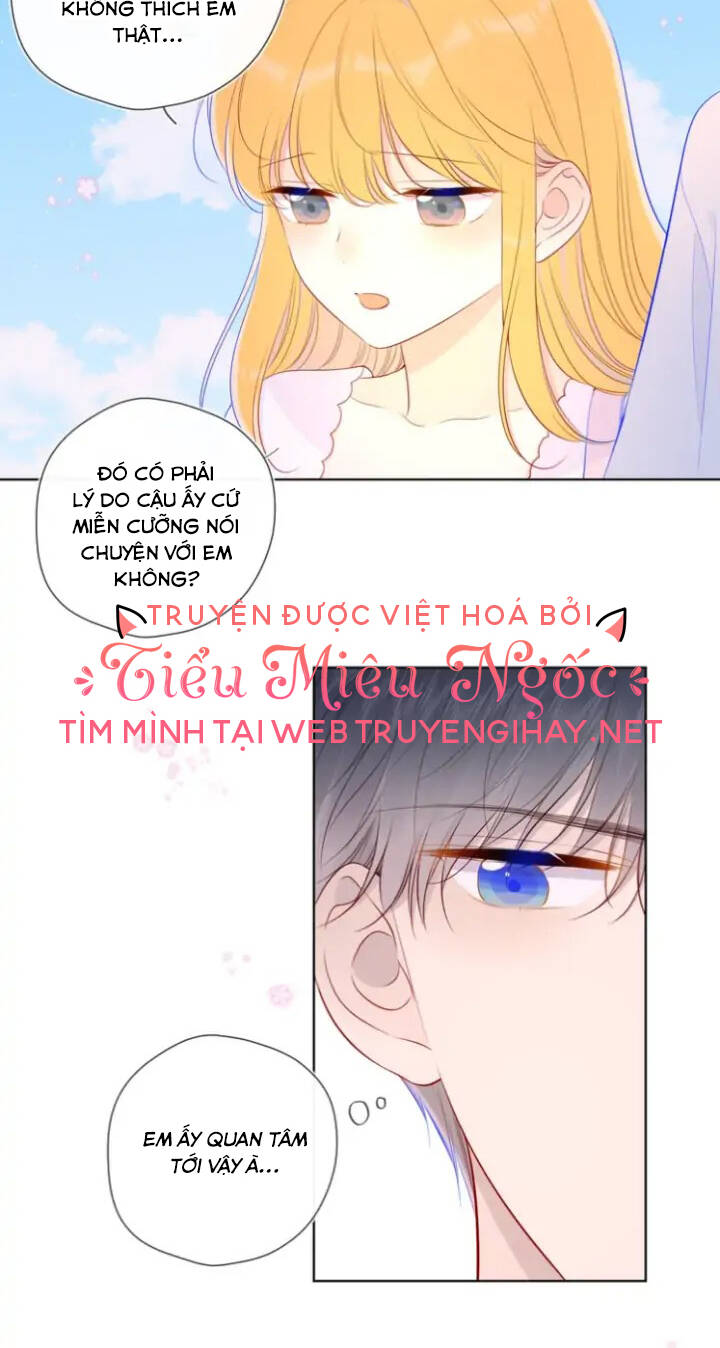 KHÔNG THÍCH EM
THẬT...
ĐÓ CÓ PHẢI
LÝ DO CẬU ẤY CỨ
MIỄN CƯỠNG NÓI
CHUYỆN VỚI EM
KHÔNG?
TRUYỆN ĐƯỢC VIỆT HOÁ BỞI
Tiểu Miêu Ngốc
TÌM MÌNH TẠI WEB TRUYENGIHAY.NET
EM ẤY QUAN TÂM
TỚI VẬY À...